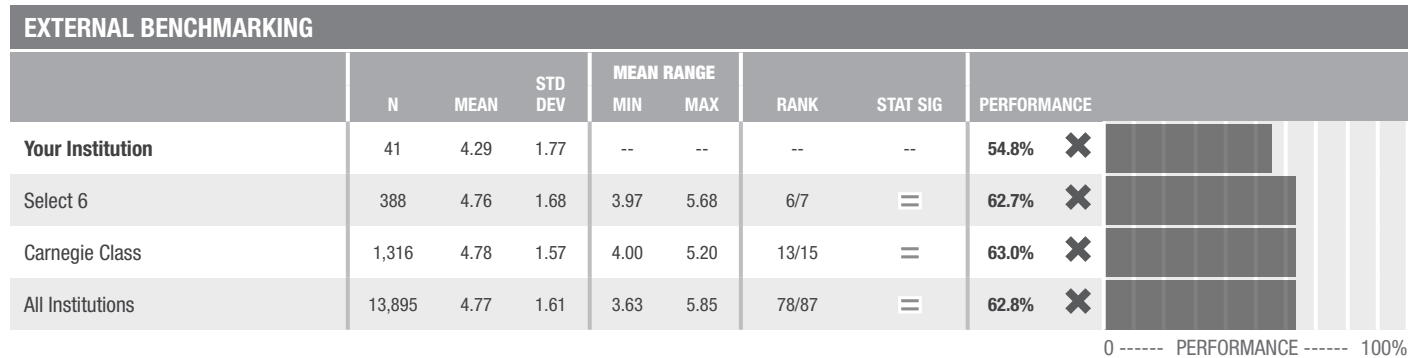 EXTERNAL BENCHMARKING
N MEAN STD DEV MEAN RANGE MIN MAX RANK STAT SIG PERFORMANCE
Your Institution 41 4.29 1.77 -- -- -- -- 54.8% ✖
Select 6 388 4.76 1.68 3.97 5.68 6/7 = 62.7% ✖
Carnegie Class 1,316 4.78 1.57 4.00 5.20 13/15 = 63.0% ✖
All Institutions 13,895 4.77 1.61 3.63 5.85 78/87 = 62.8% ✖
0 ------ PERFORMANCE ------ 100%